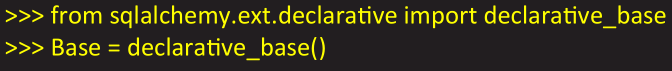 >>> from sqlalchemy.ext.declarative import declarative_base
>>> Base = declarative_base()